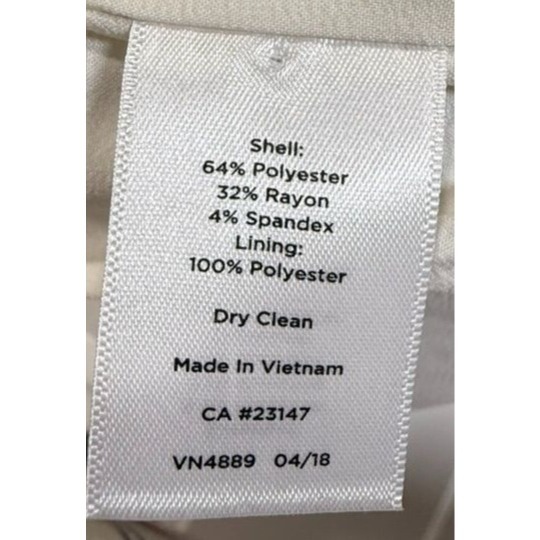 Shell:
64% Polyester
32% Rayon
4% Spandex
Lining:
100% Polyester
Dry Clean
Made In Vietnam
CA #23147
VN4889 04/18